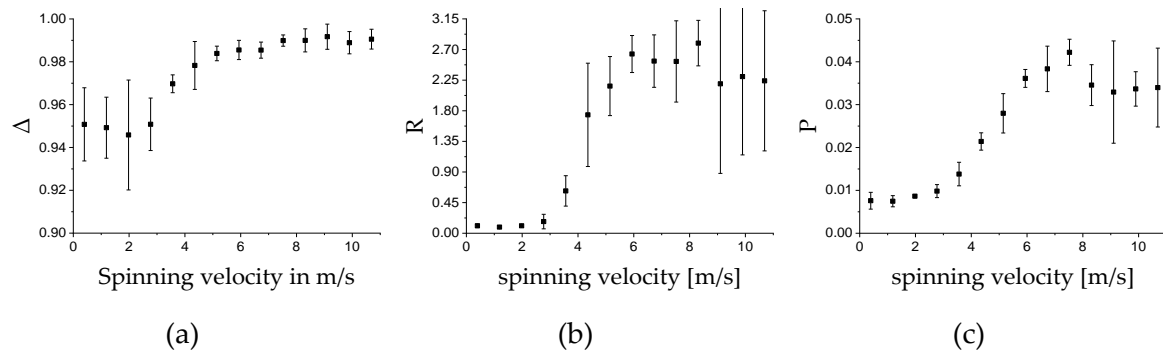 1.00
0.98
0.96
0.94
0.92
0.90
Δ
0 2 4 6 8 10
Spinning velocity in m/s
(a)
3.15
2.70
2.25
1.80
1.35
0.90
0.45
0.00
R
0 2 4 6 8 10
spinning velocity [m/s]
(b)
0.05
0.04
0.03
0.02
0.01
0.00
P
0 2 4 6 8 10
spinning velocity [m/s]
(c)